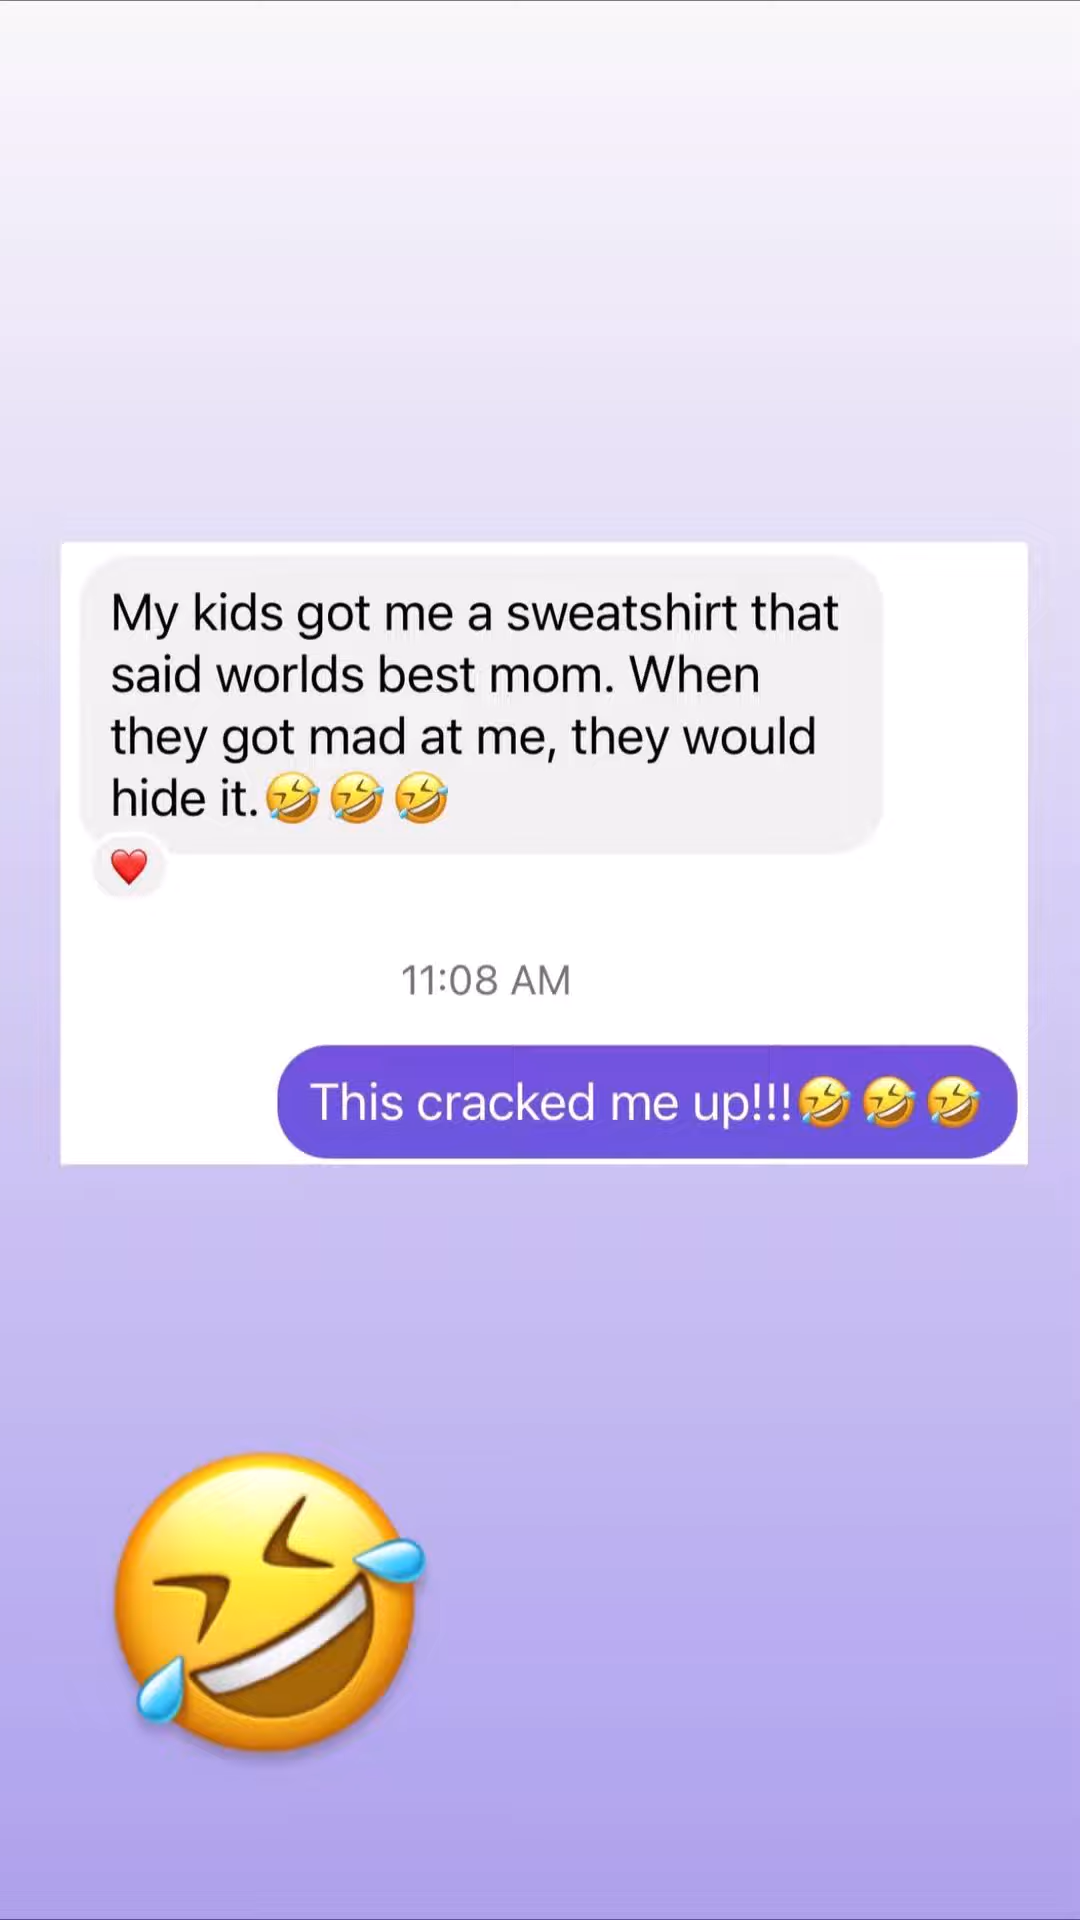 My kids got me a sweatshirt that
said worlds best mom. When
they got mad at me, they would
hide it.🤣🤣🤣
❤️
11:08 AM
This cracked me up!!!🤣🤣🤣